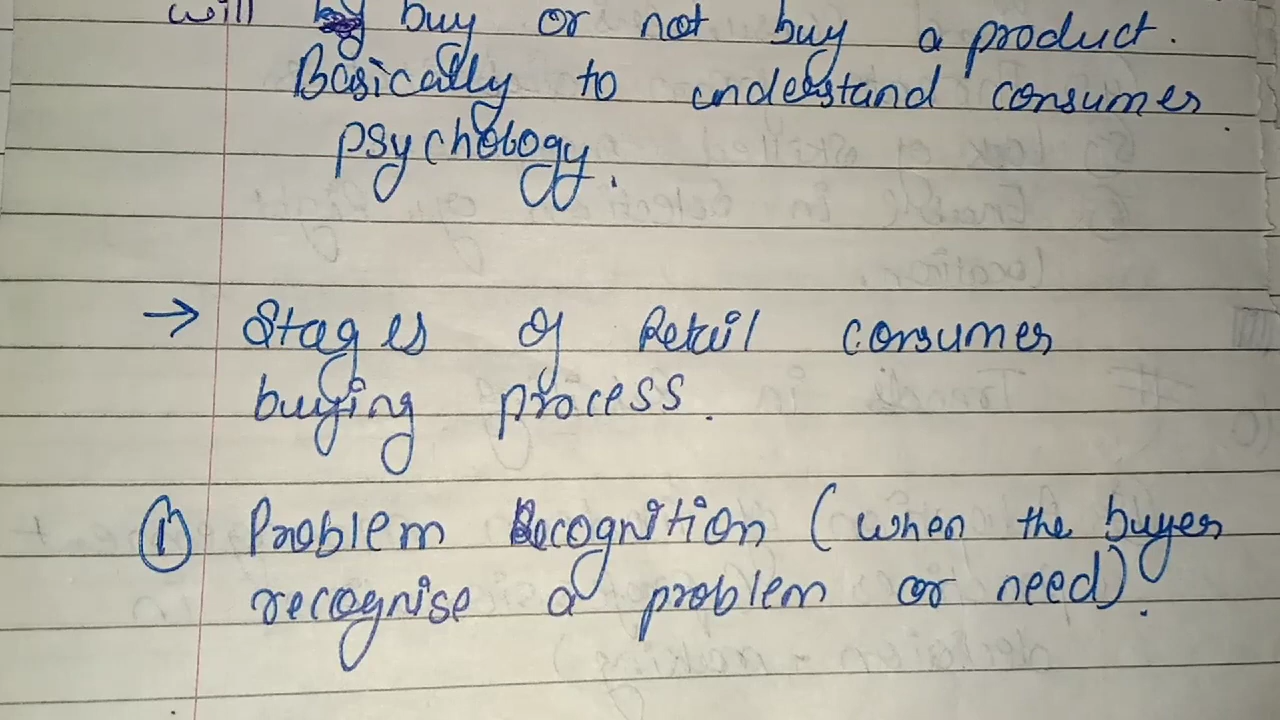 will buy or not buy a product.
Basically to understand consumer
psychology.
→ Stages of Retail consumer
buying process.
① Problem Recognition (when the buyer
recognise a problem or need).